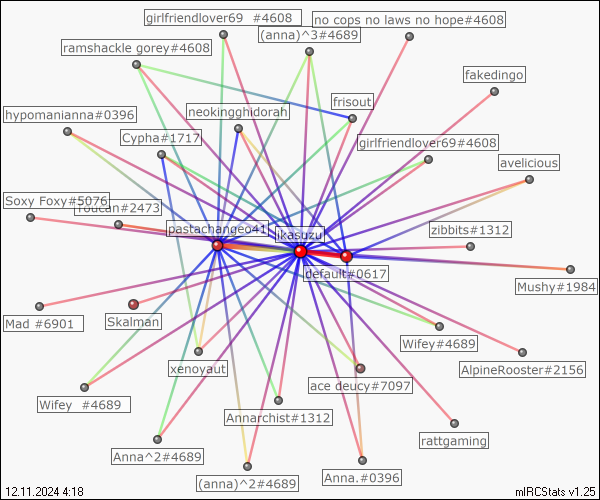 girlfriendlover69 #4608
no cops no laws no hope#4608
(anna)^3#4689
ramshackle gorey#4608
fakedingo
frisout
hypomanianna#0396
neokingghidorah
Cypha#1717
girlfriendlover69#4608
avelicious
Soxy Foxy#5076
Toucan#2473
pastachangeo41
ikasuzu
zibbits#1312
default#0617
Mushy#1984
Mad #6901
Skalman
Wifey#4689
xenoyaut
AlpineRooster#2156
ace deucy#7097
Wifey #4689
Annarchist#1312
rattgaming
Anna^2#4689
(anna)^2#4689
Anna.#0396
12.11.2024 4:18
mIRCStats v1.25